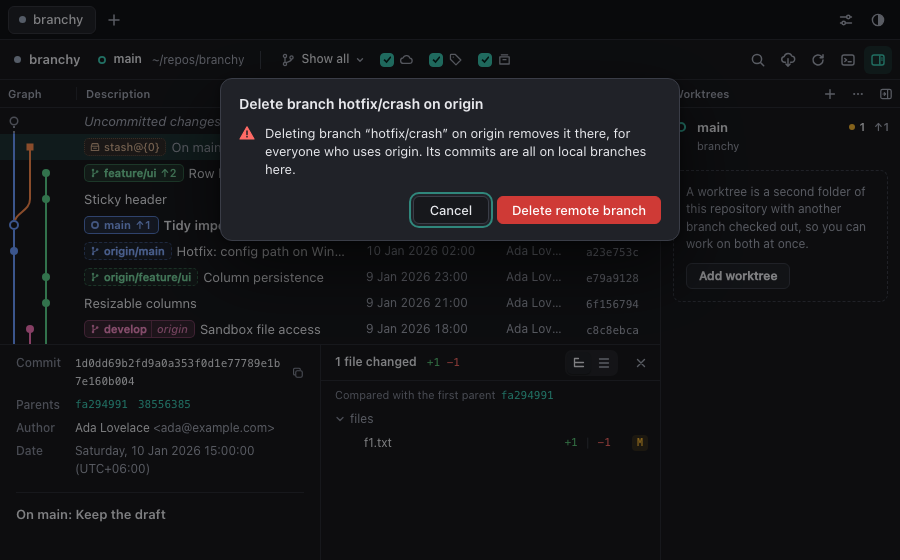 branchy
branchy main ~/repos/branchy Show all
Graph Description
Worktrees
Uncommitted changes
stash@{0} On main
feature/ui ↑2 Row
Sticky header
main ↑1 Tidy imp
origin/main Hotfix: config path on Win... 10 Jan 2026 02:00 Ada Lov... a23e753c
origin/feature/ui Column persistence 9 Jan 2026 23:00 Ada Lov... e79a9128
Resizable columns 9 Jan 2026 21:00 Ada Lov... 6f156794
develop origin Sandbox file access 9 Jan 2026 18:00 Ada Lov... c8c8ebca
Delete branch hotfix/crash on origin
Deleting branch “hotfix/crash” on origin removes it there, for
everyone who uses origin. Its commits are all on local branches
here.
Cancel Delete remote branch
main 1 ↑1
branchy
A worktree is a second folder of
this repository with another
branch checked out, so you can
work on both at once.
Add worktree
Commit 1d0dd69b2fd9a0a353f0d1e77789e1b
7e160b004
Parents fa294991 38556385
Author Ada Lovelace <ada@example.com>
Date Saturday, 10 Jan 2026 15:00:00
(UTC+06:00)
On main: Keep the draft
1 file changed +1 −1
Compared with the first parent fa294991
files
f1.txt +1 −1 M